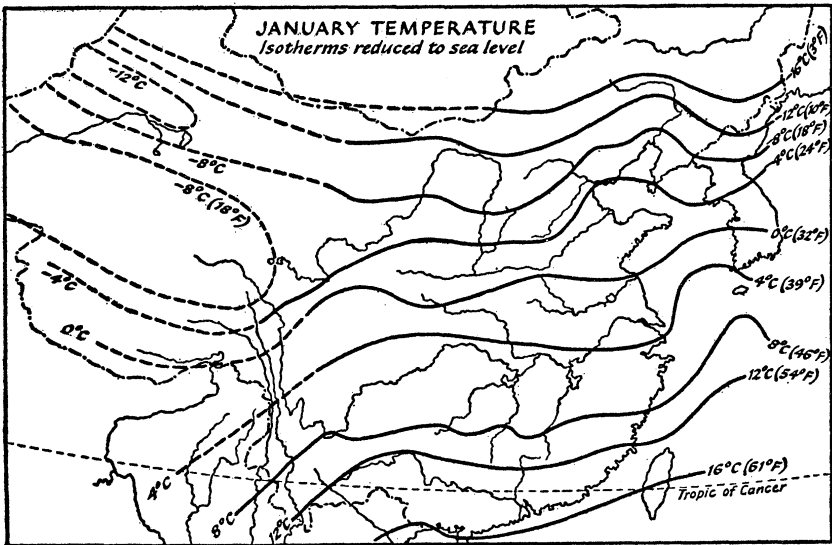 JANUARY TEMPERATURE
Isotherms reduced to sea level
-16°C (3°F)
-12°C
-12°C (10°F)
-8°C (18°F)
4°C (24°F)
-8°C
-8°C (18°F)
0°C (32°F)
-4°C
4°C (39°F)
0°C
8°C (46°F)
12°C (54°F)
16°C (61°F)
Tropic of Cancer
4°C
8°C
12°C